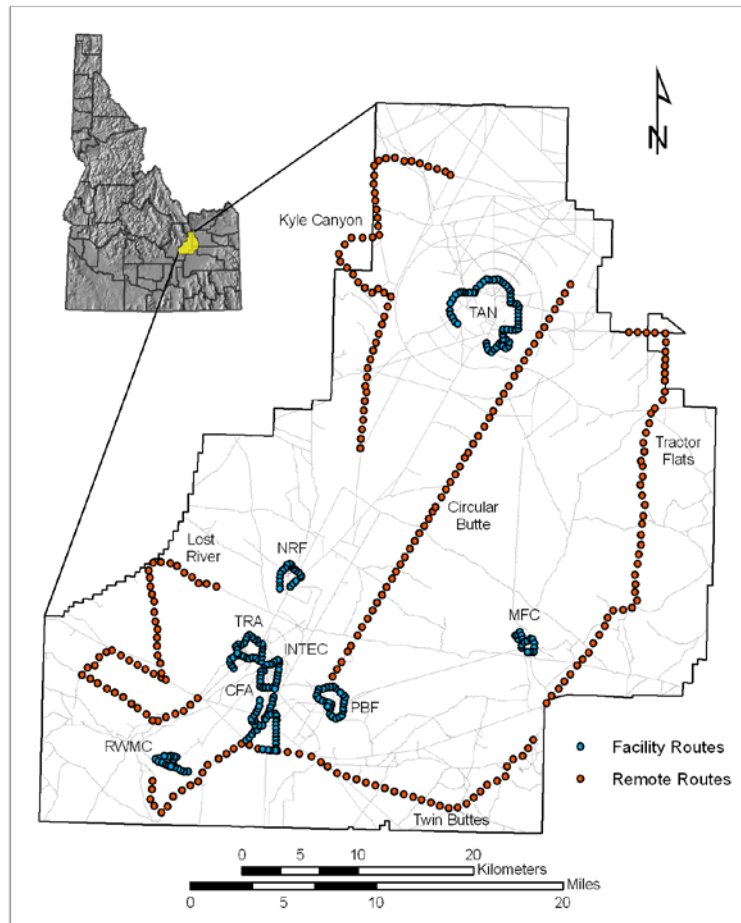 N
Kyle Canyon
TAN
Tractor
Flats
Circular
Butte
Lost
River
NRF
MFC
TRA
INTEC
CFA
PBF
RWMC
Facility Routes
Remote Routes
Twin Buttes
0 5 10 20
Kilometers
Miles
0 5 10 20